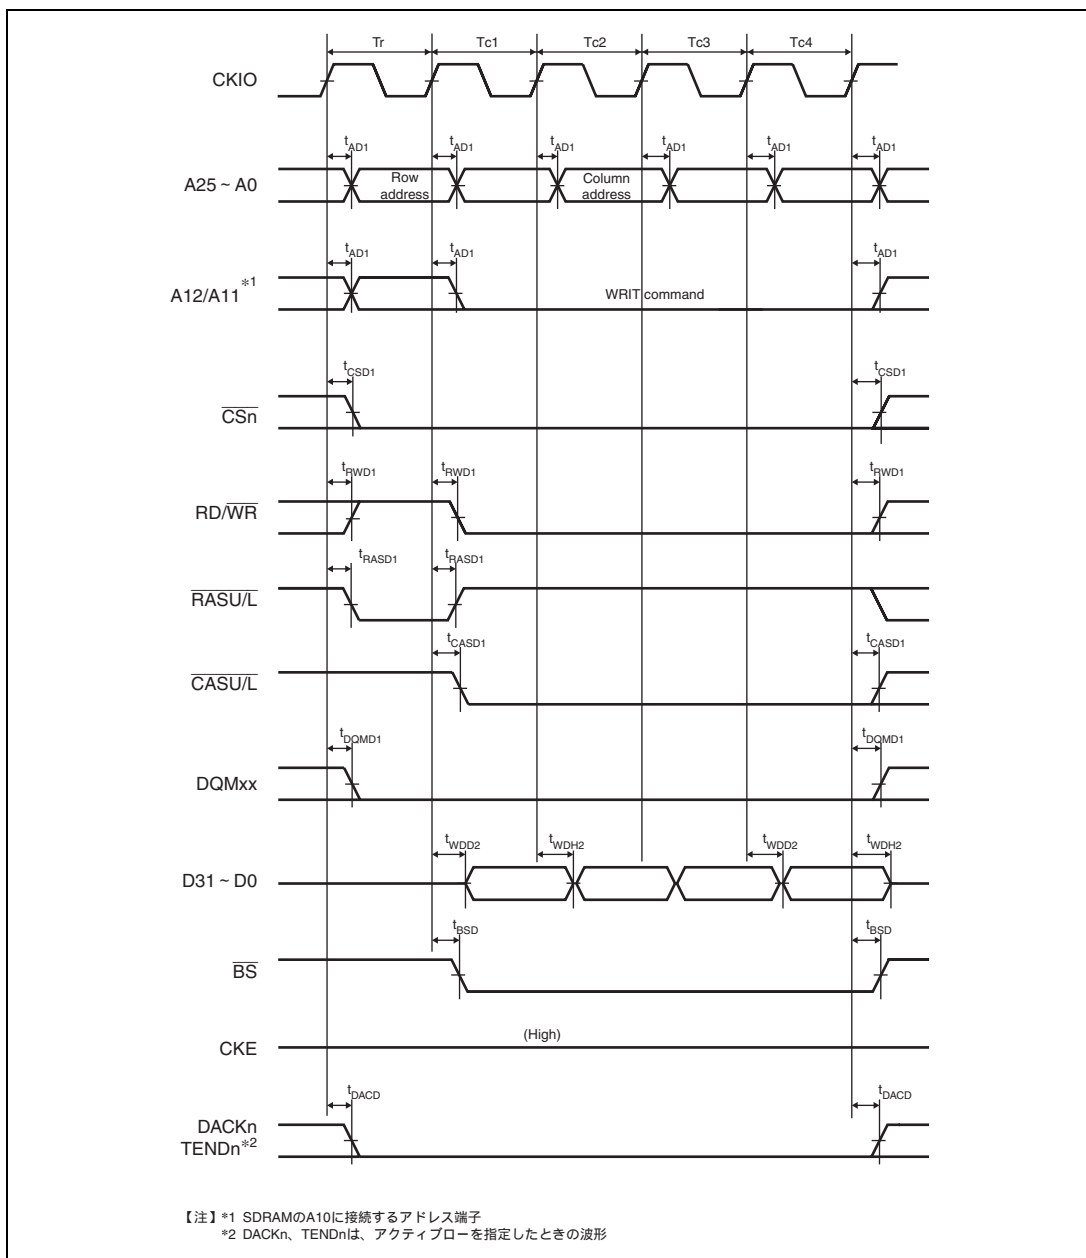 Tr Tc1 Tc2 Tc3 Tc4
CKIO
tAD1 tAD1 tAD1 tAD1 tAD1 tAD1
A25 ~ A0
Row
address
Column
address
tAD1 tAD1 tAD1
A12/A11*1
WRIT command
tCSD1 tCSD1
CSn
tRWD1 tRWD1 tRWD1
RD/WR
tRASD1 tRASD1
RASU/L
tCASD1 tCASD1
CASU/L
tDQMD1 tDQMD1
DQMxx
tWDD2 tWDH2 tWDD2 tWDH2
D31 ~ D0
tBSD tBSD
BS
(High)
CKE
tDACD tDACD
DACKn
TENDn*2
【注】*1 SDRAMのA10に接続するアドレス端子
*2 DACKn、TENDnは、アクティブローを指定したときの波形